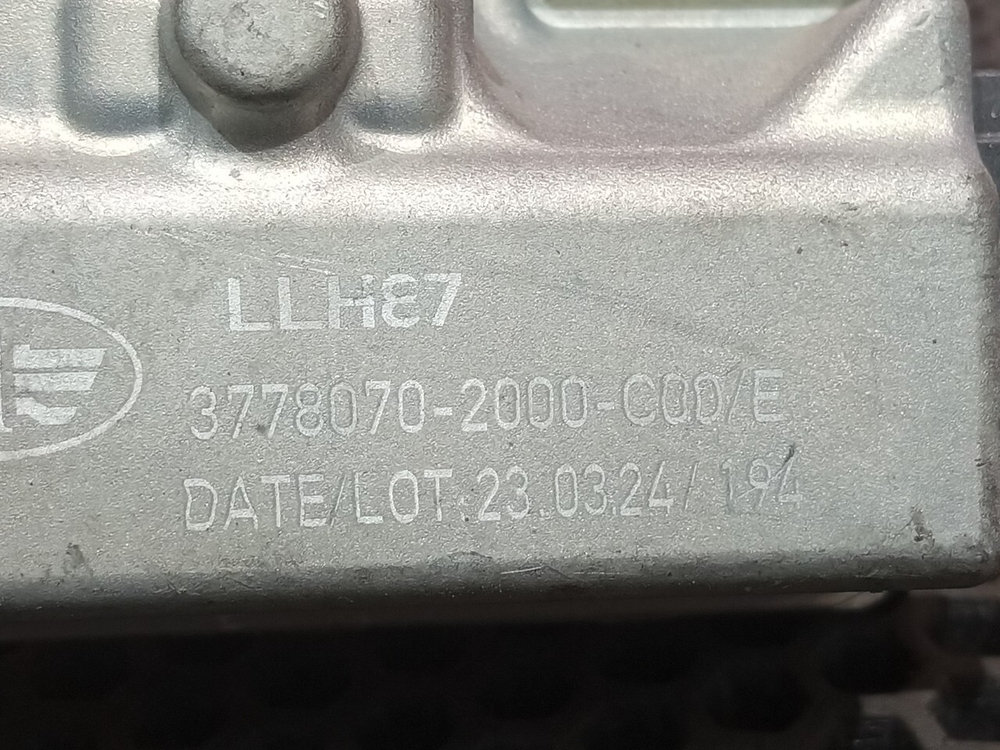 LLH87
3778070-2000-C00/E
DATE/LOT 23.03.24/ 194